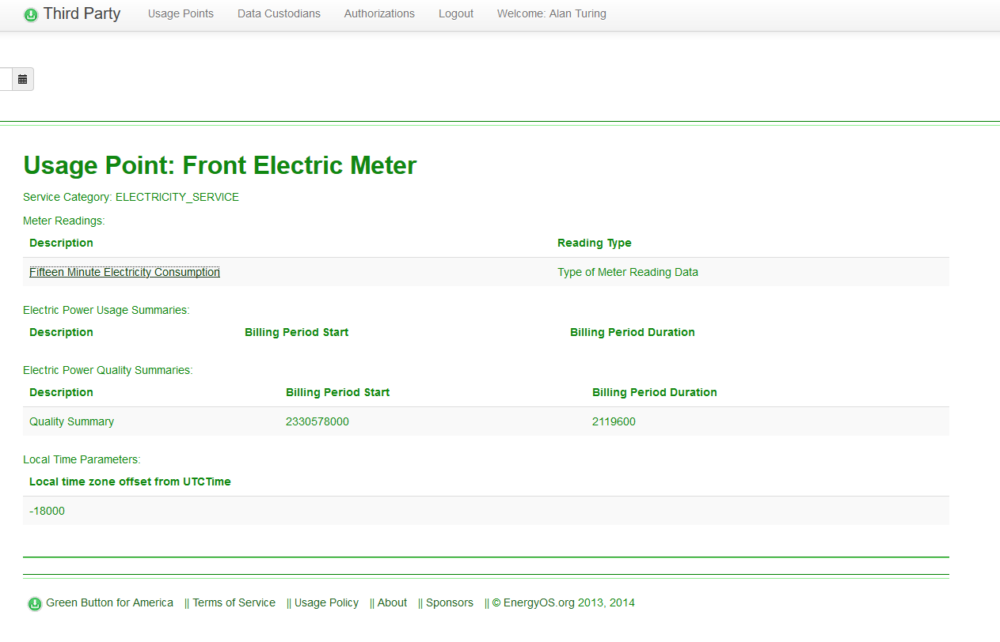 Third Party Usage Points Data Custodians Authorizations Logout Welcome: Alan Turing
Usage Point: Front Electric Meter
Service Category: ELECTRICITY_SERVICE
Meter Readings:
Description Reading Type
Fifteen Minute Electricity Consumption Type of Meter Reading Data
Electric Power Usage Summaries:
Description Billing Period Start Billing Period Duration
Electric Power Quality Summaries:
Description Billing Period Start Billing Period Duration
Quality Summary 2330578000 2119600
Local Time Parameters:
Local time zone offset from UTCTime
-18000
Green Button for America || Terms of Service || Usage Policy || About || Sponsors || © EnergyOS.org 2013, 2014